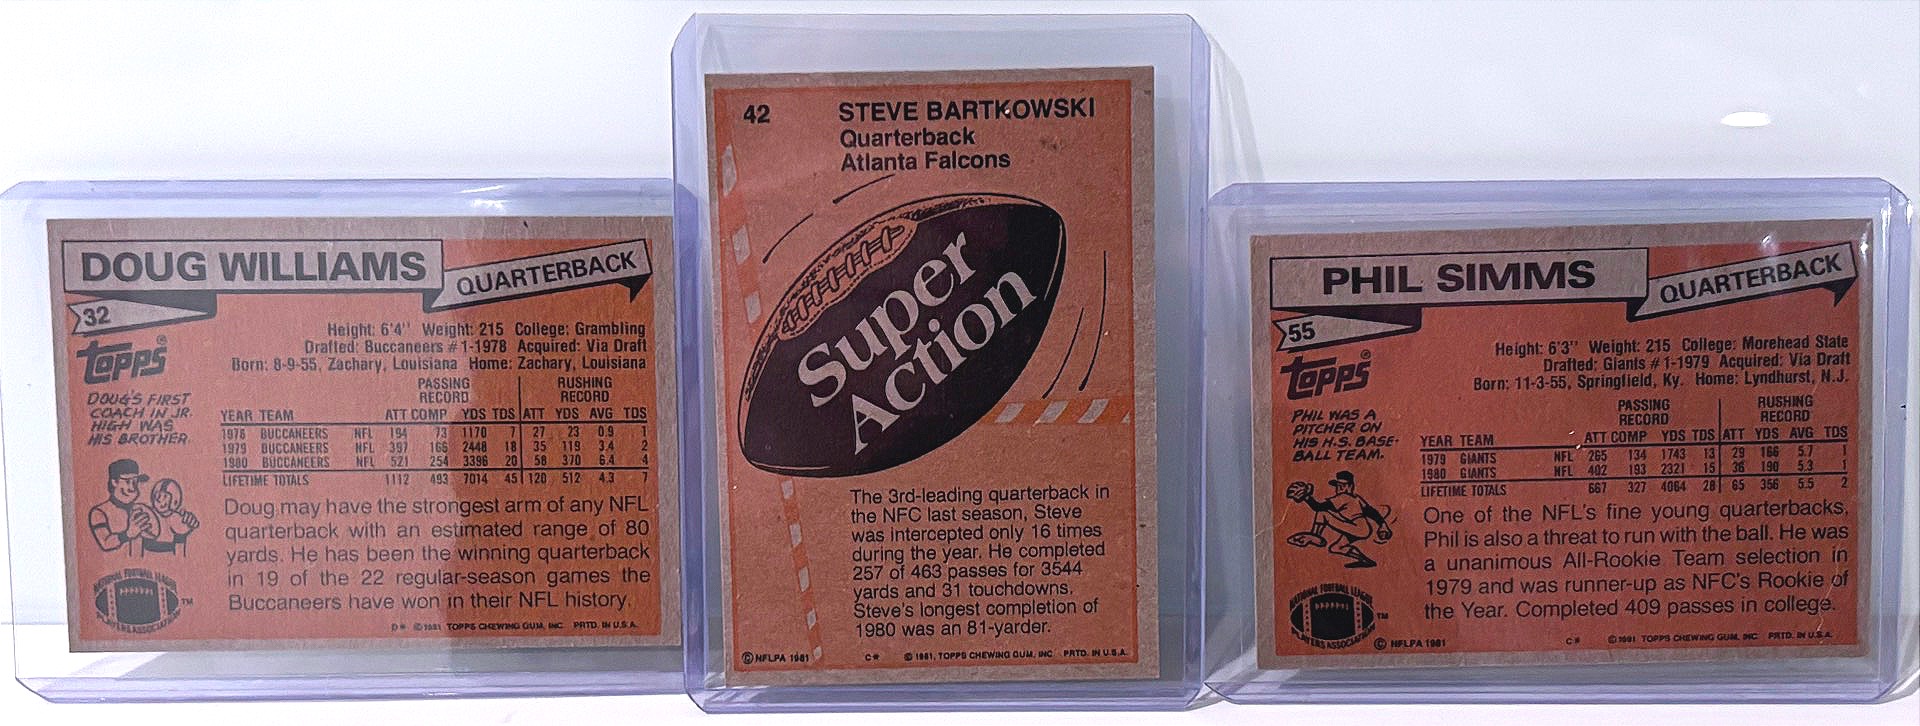 DOUG WILLIAMS
QUARTERBACK
32
Topps®
DOUG'S FIRST
COACH IN JR.
HIGH WAS
HIS BROTHER.
Height: 6'4" Weight: 215 College: Grambling
Drafted: Buccaneers #1-1978 Acquired: Via Draft
Born: 8-9-55, Zachary, Louisiana Home: Zachary, Louisiana
PASSING RUSHING
RECORD RECORD
YEAR TEAM ATT COMP YDS TDS ATT YDS AVG TDS
1978 BUCCANEERS NFL 194 73 1170 7 27 23 0.9 1
1979 BUCCANEERS NFL 397 166 2448 18 35 119 3.4 2
1980 BUCCANEERS NFL 521 254 3396 20 58 370 6.4 4
LIFETIME TOTALS 1112 493 7014 45 120 512 4.3 7
Doug may have the strongest arm of any NFL
quarterback with an estimated range of 80
yards. He has been the winning quarterback
in 19 of the 22 regular-season games the
Buccaneers have won in their NFL history.
NATIONAL FOOTBALL LEAGUE
PLAYERS ASSOCIATION
TM
D* © 1981 TOPPS CHEWING GUM, INC. PRTD. IN U.S.A.
42
STEVE BARTKOWSKI
Quarterback
Atlanta Falcons
Super
Action
The 3rd-leading quarterback in
the NFC last season, Steve
was intercepted only 16 times
during the year. He completed
257 of 463 passes for 3544
yards and 31 touchdowns.
Steve's longest completion of
1980 was an 81-yarder.
© NFLPA 1981 C* © 1981, TOPPS CHEWING GUM, INC. PRTD. IN U.S.A.
PHIL SIMMS
QUARTERBACK
55
Topps®
PHIL WAS A
PITCHER ON
HIS H.S. BASE-
BALL TEAM.
Height: 6'3" Weight: 215 College: Morehead State
Drafted: Giants #1-1979 Acquired: Via Draft
Born: 11-3-55, Springfield, Ky. Home: Lyndhurst, N.J.
PASSING RUSHING
RECORD RECORD
YEAR TEAM ATT COMP YDS TDS ATT YDS AVG TDS
1979 GIANTS NFL 265 134 1743 13 29 166 5.7 1
1980 GIANTS NFL 402 193 2321 15 36 190 5.3 1
LIFETIME TOTALS 667 327 4064 28 65 356 5.5 2
One of the NFL's fine young quarterbacks,
Phil is also a threat to run with the ball. He was
a unanimous All-Rookie Team selection in
1979 and was runner-up as NFC's Rookie of
the Year. Completed 409 passes in college.
NATIONAL FOOTBALL LEAGUE
PLAYERS ASSOCIATION
TM
© NFLPA 1981 C* © 1981 TOPPS CHEWING GUM, INC. PRTD. IN U.S.A.